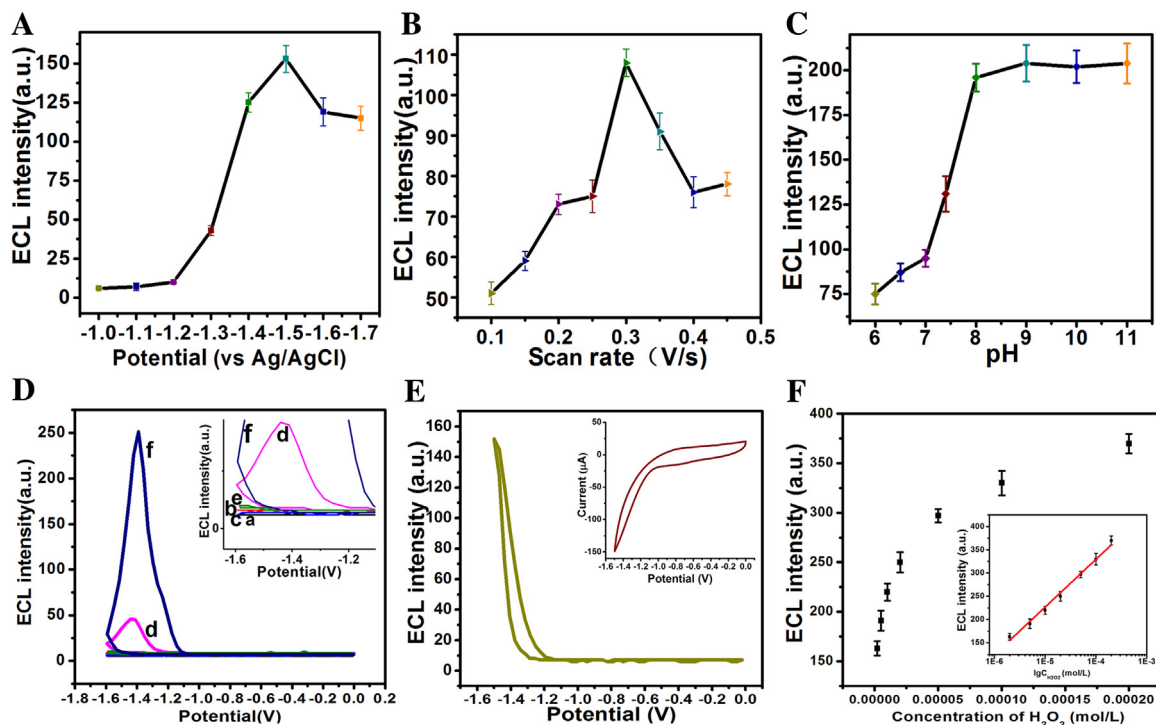 A
ECL intensity(a.u.)
150
125
100
75
50
25
0
-1.0 -1.1 -1.2 -1.3 -1.4 -1.5 -1.6 -1.7
Potential (vs Ag/AgCl)
B
ECL intensity(a.u.)
110
100
90
80
70
60
50
0.1 0.2 0.3 0.4 0.5
Scan rate (V/s)
C
ECL intensity (a.u.)
200
175
150
125
100
75
6 7 8 9 10 11
pH
D
ECL intensity(a.u.)
250
200
150
100
50
0
-1.8 -1.6 -1.4 -1.2 -1.0 -0.8 -0.6 -0.4 -0.2 0.0
Potential(V)
f
d
ECL intensity(a.u.)
0
f
d
e
b
c a
-1.6 -1.4 -1.2
Potential(V)
E
ECL intensity (a.u.)
160
140
120
100
80
60
40
20
0
-1.6 -1.4 -1.2 -1.0 -0.8 -0.6 -0.4 -0.2 0.0
Potential (V)
Current (μA)
50
0
-50
-100
-150
-1.6 -1.4 -1.2 -1.0 -0.8 -0.6 -0.4 -0.2 0.0
Potential (V)
F
ECL intensity (a.u.)
400
350
300
250
200
150
0.00000 0.00005 0.00010 0.00015 0.00020
Concentration of H2O2 (mol/L)
ECL intensity (a.u.)
400
350
300
250
200
150
1E-6 1E-5 1E-4 1E-3
lgCH2O2 (mol/L)